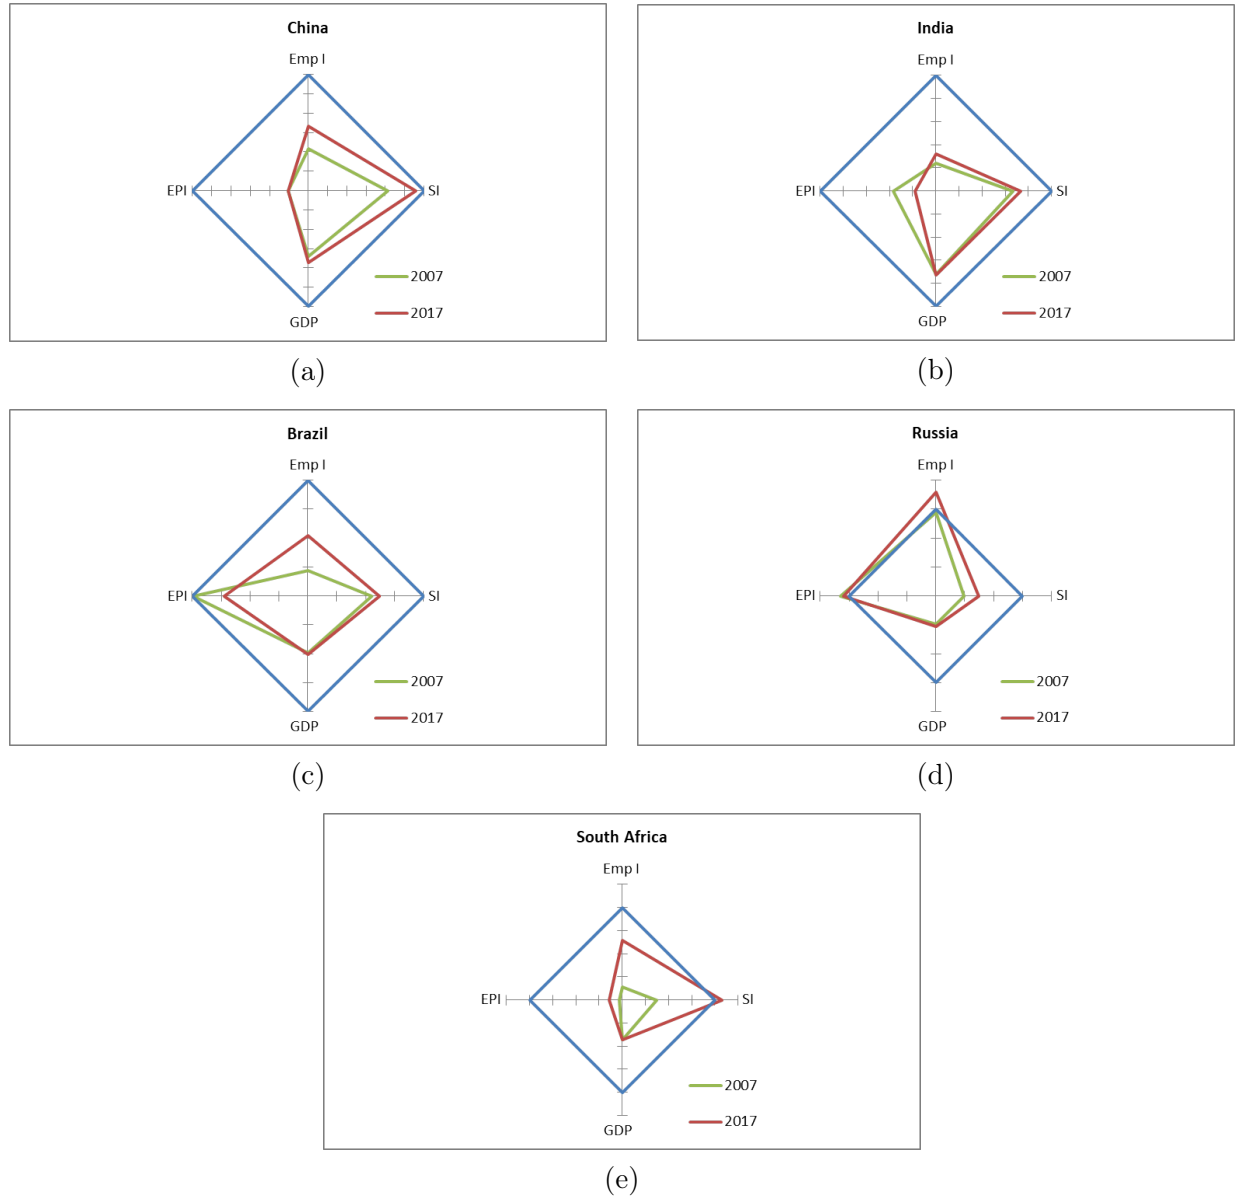 China
Emp I
EPI
SI
GDP
2007
2017
(a)
India
Emp I
EPI
SI
GDP
2007
2017
(b)
Brazil
Emp I
EPI
SI
GDP
2007
2017
(c)
Russia
Emp I
EPI
SI
GDP
2007
2017
(d)
South Africa
Emp I
EPI
SI
GDP
2007
2017
(e)